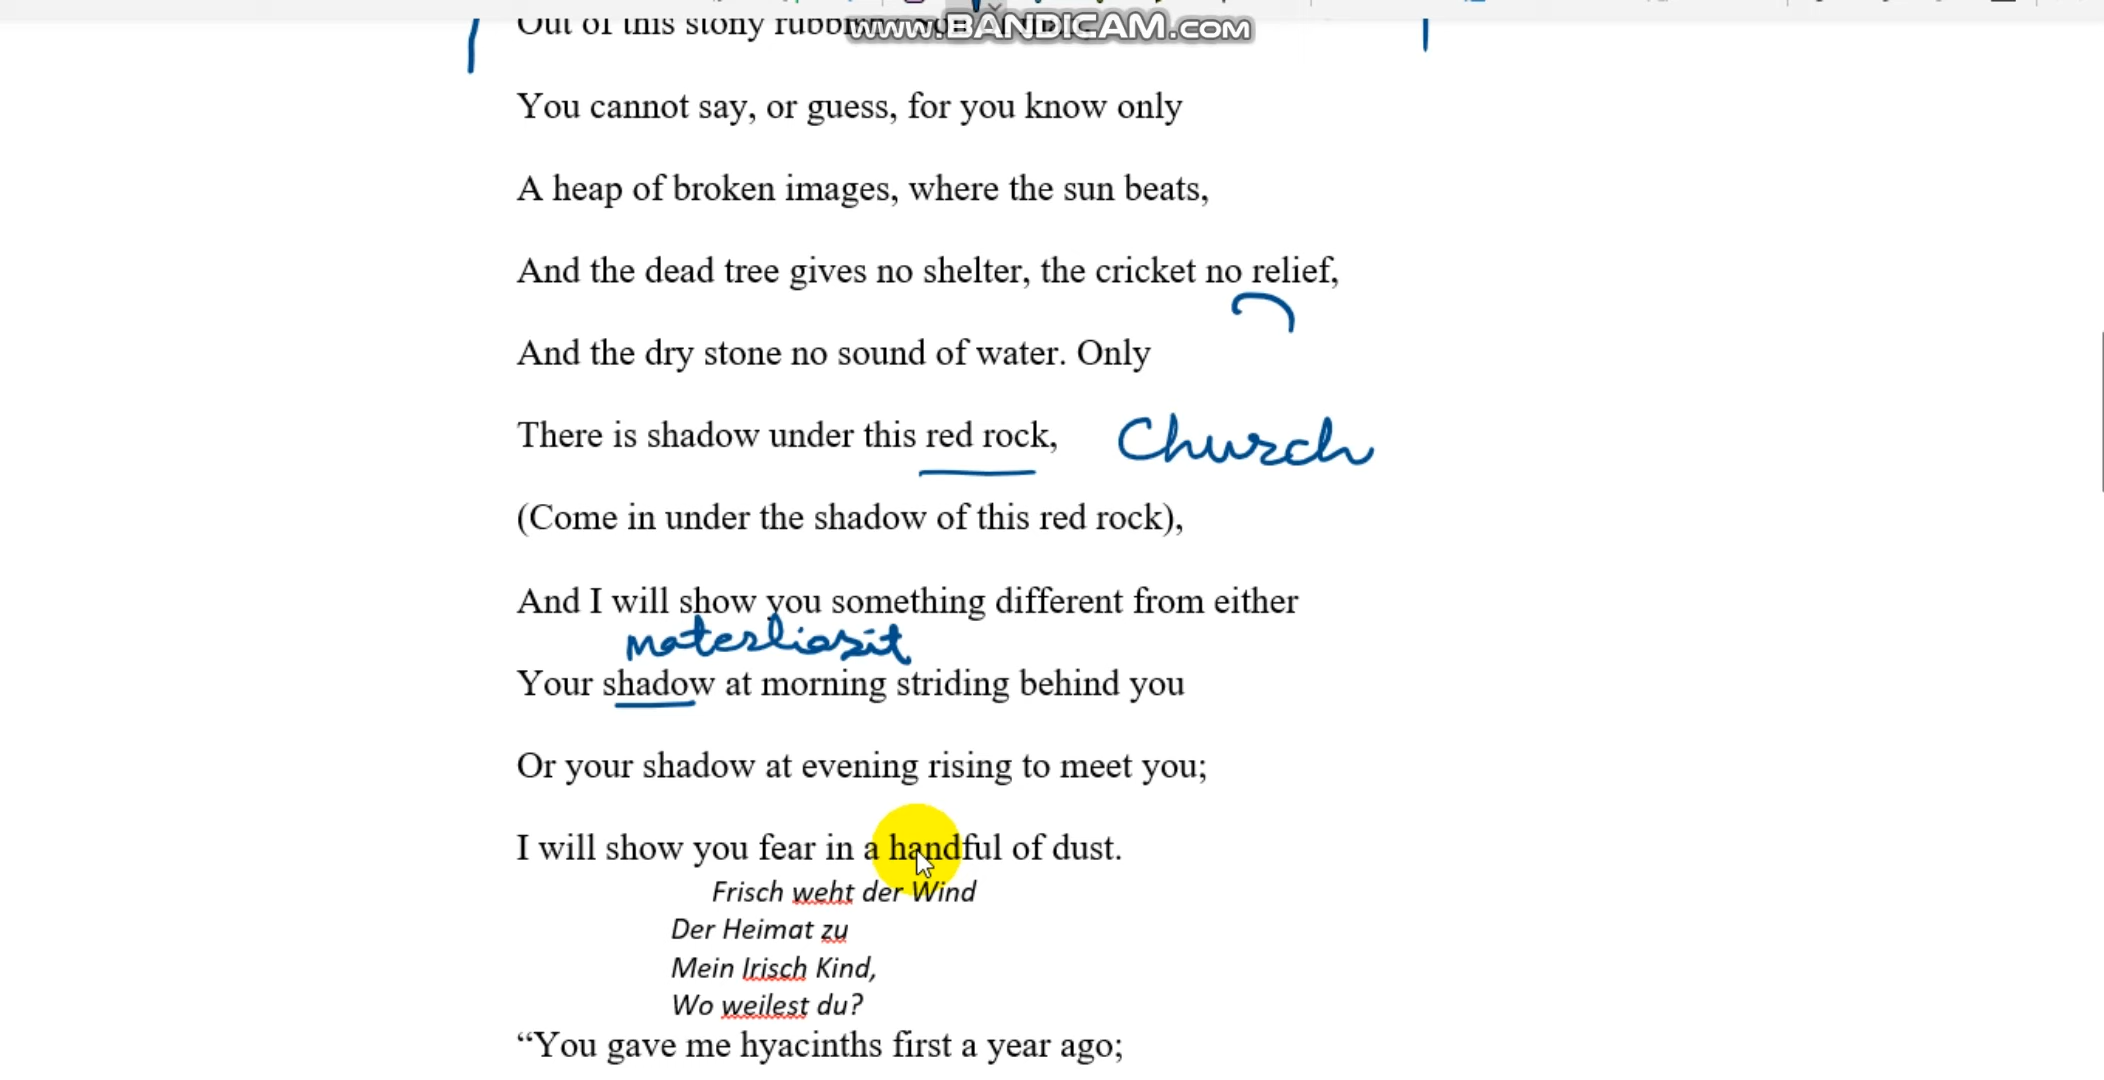 Out of this stony rubbish
www.BANDICAM.com
You cannot say, or guess, for you know only
A heap of broken images, where the sun beats,
And the dead tree gives no shelter, the cricket no relief,
And the dry stone no sound of water. Only
There is shadow under this red rock, Church
(Come in under the shadow of this red rock),
And I will show you something different from either
Your shadow at morning striding behind you
Or your shadow at evening rising to meet you;
I will show you fear in a handful of dust.
Frisch weht der Wind
Der Heimat zu
Mein Irisch Kind,
Wo weilest du?
“You gave me hyacinths first a year ago;